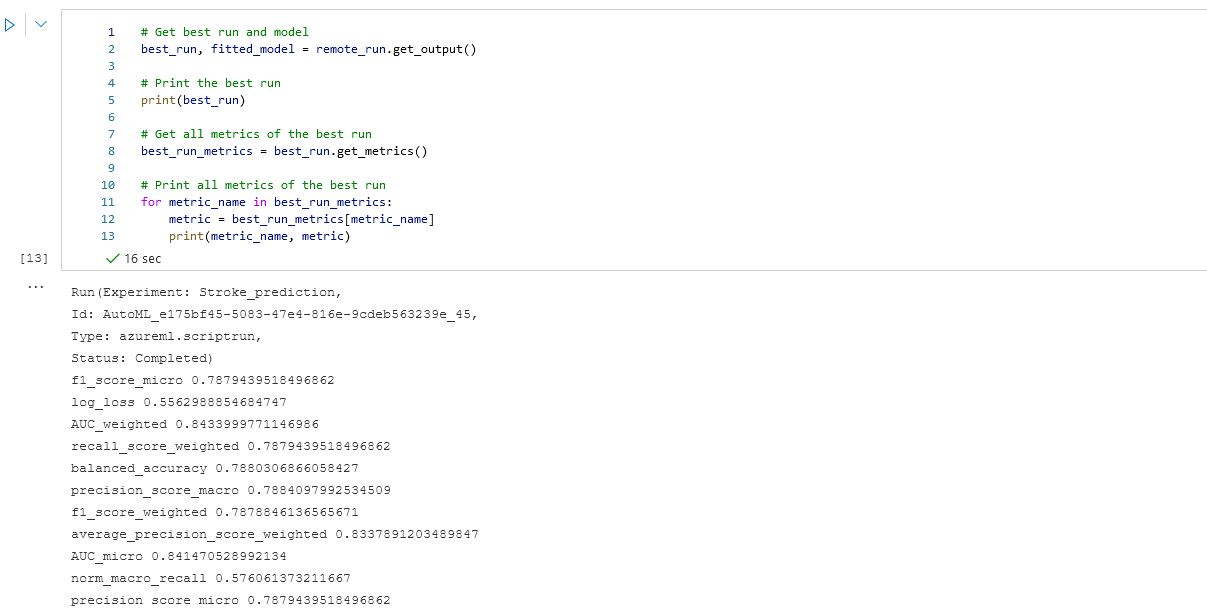 1 # Get best run and model
2 best_run, fitted_model = remote_run.get_output()
3
4 # Print the best run
5 print(best_run)
6
7 # Get all metrics of the best run
8 best_run_metrics = best_run.get_metrics()
9
10 # Print all metrics of the best run
11 for metric_name in best_run_metrics:
12     metric = best_run_metrics[metric_name]
13     print(metric_name, metric)
[13] 16 sec
...
Run(Experiment: Stroke_prediction,
Id: AutoML_e175bf45-5083-47e4-816e-9cdeb563239e_45,
Type: azureml.scriptrun,
Status: Completed)
f1_score_micro 0.7879439518496862
log_loss 0.5562988854684747
AUC_weighted 0.8433999771146986
recall_score_weighted 0.7879439518496862
balanced_accuracy 0.7880306866058427
precision_score_macro 0.7884097992534509
f1_score_weighted 0.7878846136565671
average_precision_score_weighted 0.8337891203489847
AUC_micro 0.841470528992134
norm_macro_recall 0.576061373211667
precision_score_micro 0.7879439518496862